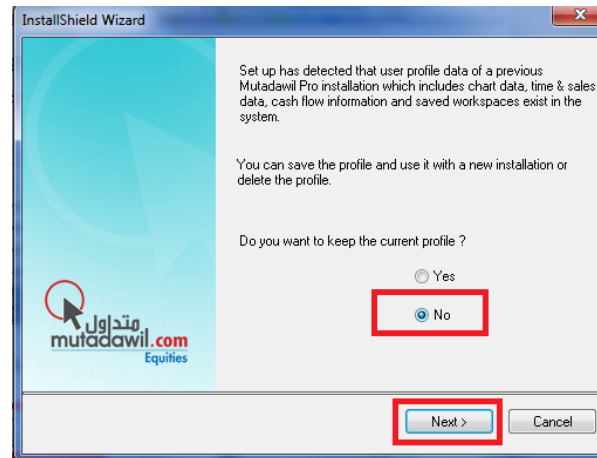 InstallShield Wizard
Set up has detected that user profile data of a previous
Mutadawil Pro installation which includes chart data, time & sales
data, cash flow information and saved workspaces exist in the
system.
You can save the profile and use it with a new installation or
delete the profile.
Do you want to keep the current profile ?
Yes
No
متداول
mutadawil.com
Equities
Next >
Cancel